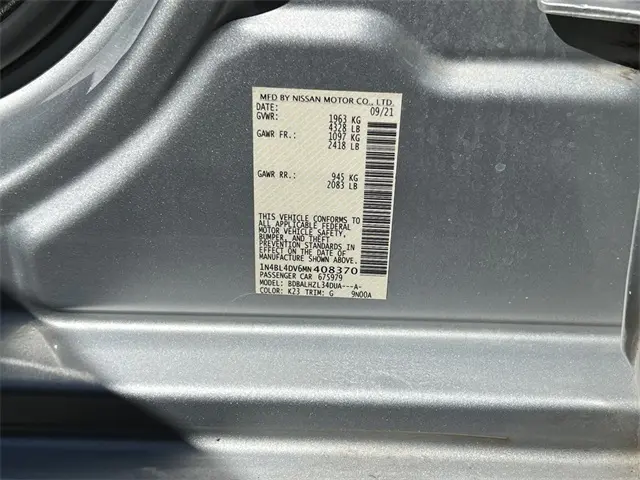 MFD BY NISSAN MOTOR CO., LTD.
DATE: 09/21
GVWR: 1963 KG
4328 LB
GAWR FR.: 1097 KG
2418 LB
GAWR RR.: 945 KG
2083 LB
THIS VEHICLE CONFORMS TO
ALL APPLICABLE FEDERAL
MOTOR VEHICLE SAFETY,
BUMPER, AND THEFT
PREVENTION STANDARDS IN
EFFECT ON THE DATE OF
MANUFACTURE SHOWN ABOVE.
1N4BL4DV6MN408370
PASSENGER CAR 675979
MODEL: BDBALHZL34DUA---A-
COLOR: K23 TRIM: G 9N00A